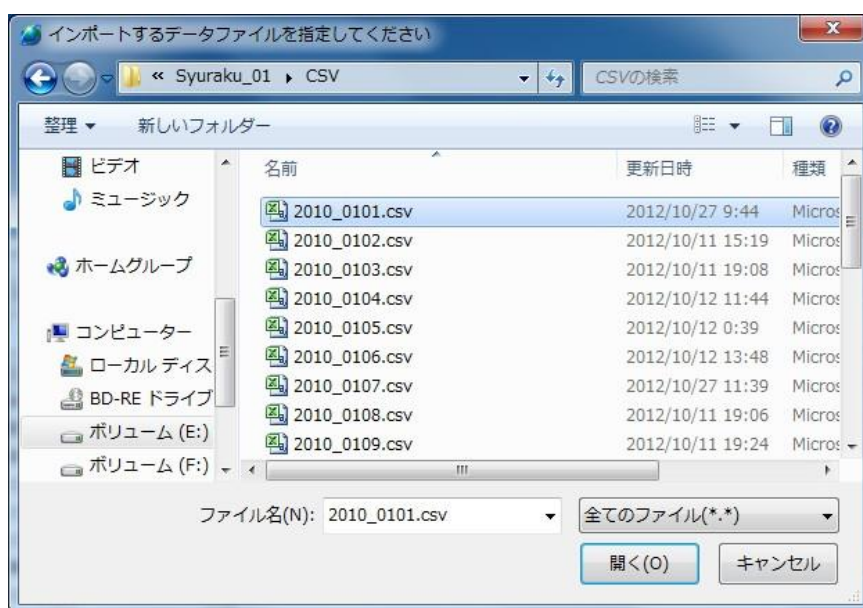 インポートするデータファイルを指定してください
« Syuraku_01 ▸ CSV
CSVの検索
整理 ▼ 新しいフォルダー
ビデオ
ミュージック
ホームグループ
コンピューター
ローカル ディス
BD-RE ドライブ
ボリューム (E:)
ボリューム (F:)
名前 更新日時 種類
2010_0101.csv 2012/10/27 9:44 Micros
2010_0102.csv 2012/10/11 15:19 Micros
2010_0103.csv 2012/10/11 19:08 Micros
2010_0104.csv 2012/10/12 11:44 Micros
2010_0105.csv 2012/10/12 0:39 Micros
2010_0106.csv 2012/10/12 13:48 Micros
2010_0107.csv 2012/10/27 11:39 Micros
2010_0108.csv 2012/10/11 19:06 Micros
2010_0109.csv 2012/10/11 19:24 Micros
ファイル名(N): 2010_0101.csv 全てのファイル(*.*)
開く(O) キャンセル